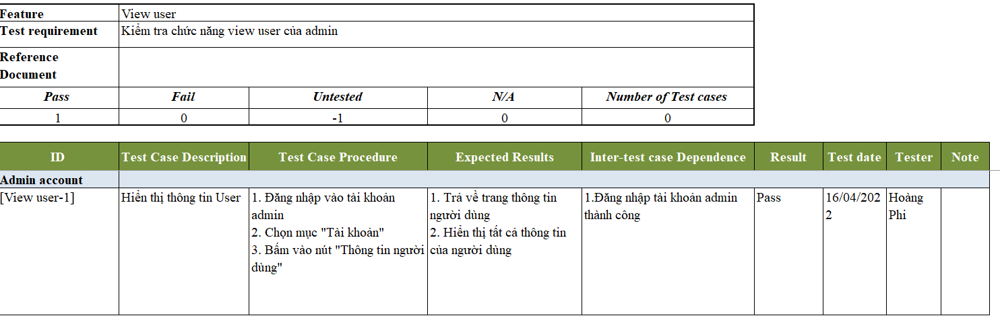 Feature View user
Test requirement Kiểm tra chức năng view user của admin
Reference
Document
Pass Fail Untested N/A Number of Test cases
1 0 -1 0 0
ID Test Case Description Test Case Procedure Expected Results Inter-test case Dependence Result Test date Tester Note
Admin account
[View user-1] Hiển thị thông tin User 1. Đăng nhập vào tài khoản 1. Trả về trang thông tin 1.Đăng nhập tài khoản admin Pass 16/04/202 Hoàng
admin người dùng thành công 2 Phi
2. Chọn mục "Tài khoản" 2. Hiển thị tất cả thông tin
3. Bấm vào nút "Thông tin người của người dùng
dùng"